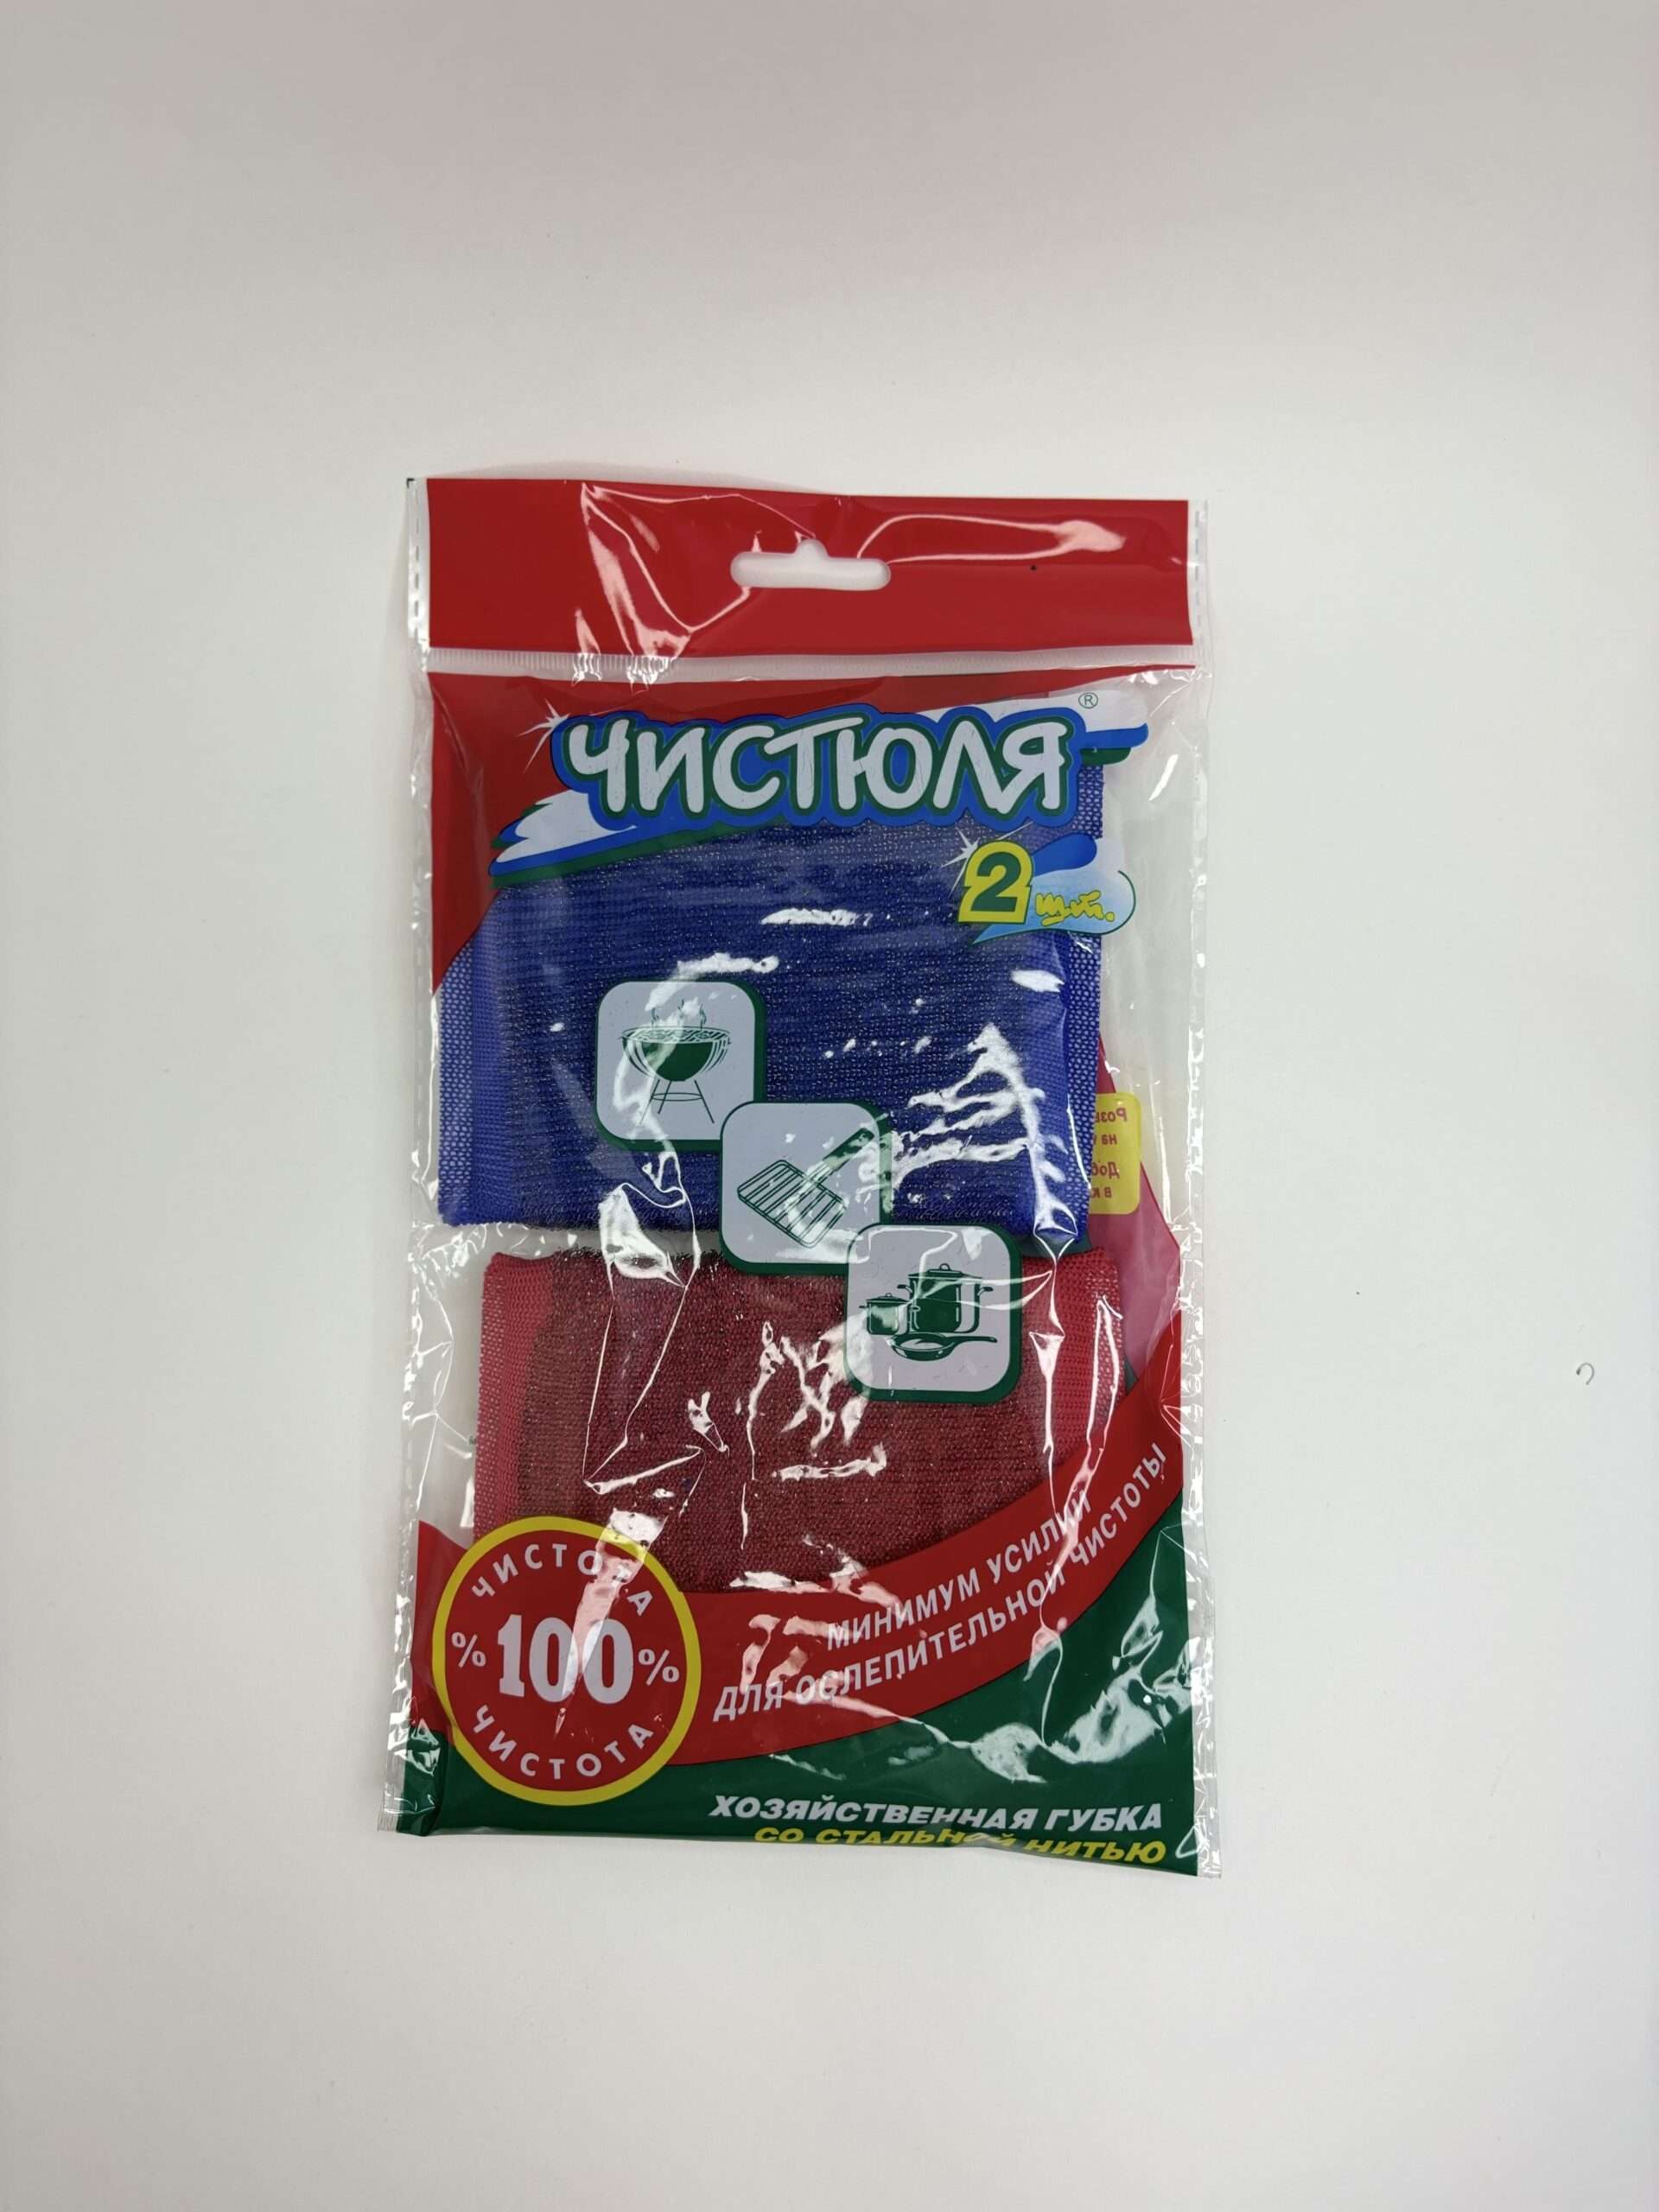 ЧИСТЮЛЯ®
2 шт.
ЧИСТОТА
% 100 %
ЧИСТОТА
МИНИМУМ УСИЛИЙ
ДЛЯ ОСЛЕПИТЕЛЬНОЙ ЧИСТОТЫ
ХОЗЯЙСТВЕННАЯ ГУБКА
СО СТАЛЬНОЙ НИТЬЮ